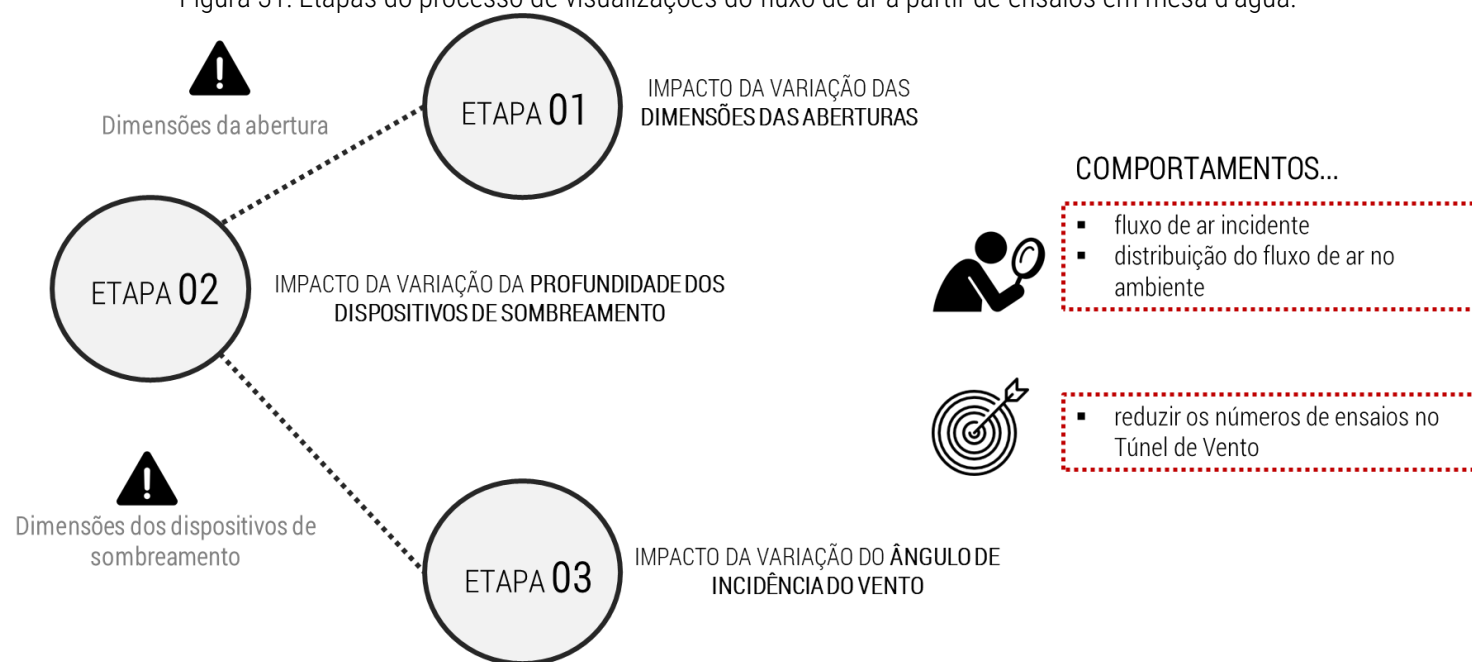 Figura 31: Etapas do processo de visualizações do fluxo de ar a partir de ensaios em mesa d'água.
Dimensões da abertura
ETAPA 01
IMPACTO DA VARIAÇÃO DAS
DIMENSÕES DAS ABERTURAS
ETAPA 02
IMPACTO DA VARIAÇÃO DA PROFUNDIDADE DOS
DISPOSITIVOS DE SOMBREAMENTO
Dimensões dos dispositivos de
sombreamento
ETAPA 03
IMPACTO DA VARIAÇÃO DO ÂNGULO DE
INCIDÊNCIA DO VENTO
COMPORTAMENTOS...
▪ fluxo de ar incidente
▪ distribuição do fluxo de ar no
ambiente
▪ reduzir os números de ensaios no
Túnel de Vento